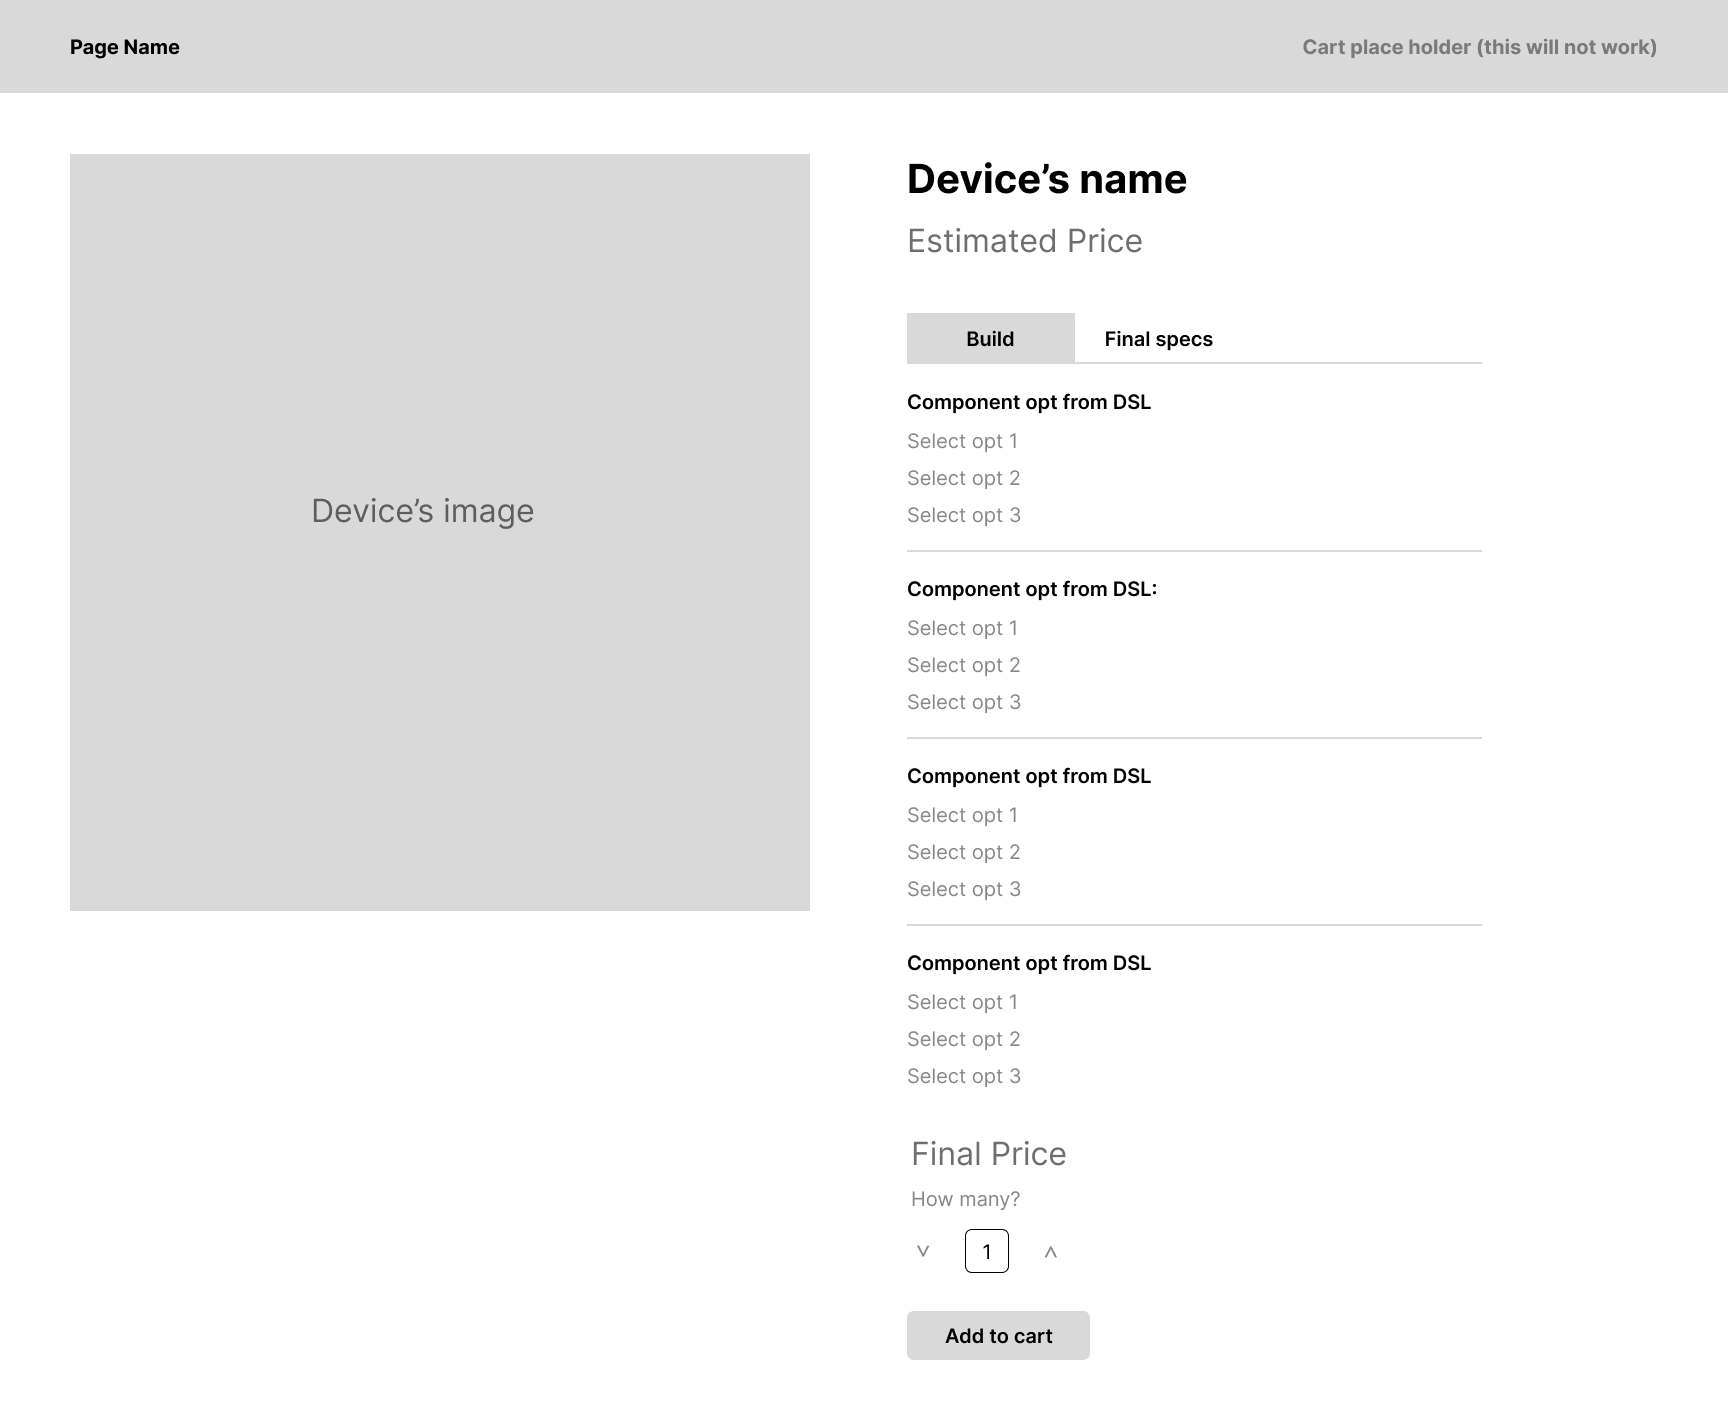 Page Name
Cart place holder (this will not work)
Device’s image
Device’s name
Estimated Price
Build
Final specs
Component opt from DSL
Select opt 1
Select opt 2
Select opt 3
Component opt from DSL:
Select opt 1
Select opt 2
Select opt 3
Component opt from DSL
Select opt 1
Select opt 2
Select opt 3
Component opt from DSL
Select opt 1
Select opt 2
Select opt 3
Final Price
How many?
1
Add to cart